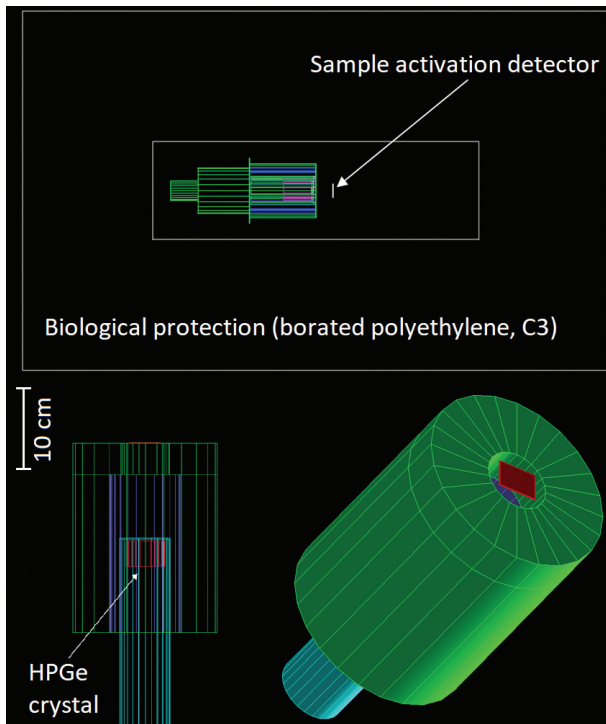 Sample activation detector
Biological protection (borated polyethylene, C3)
10 cm
HPGe
crystal